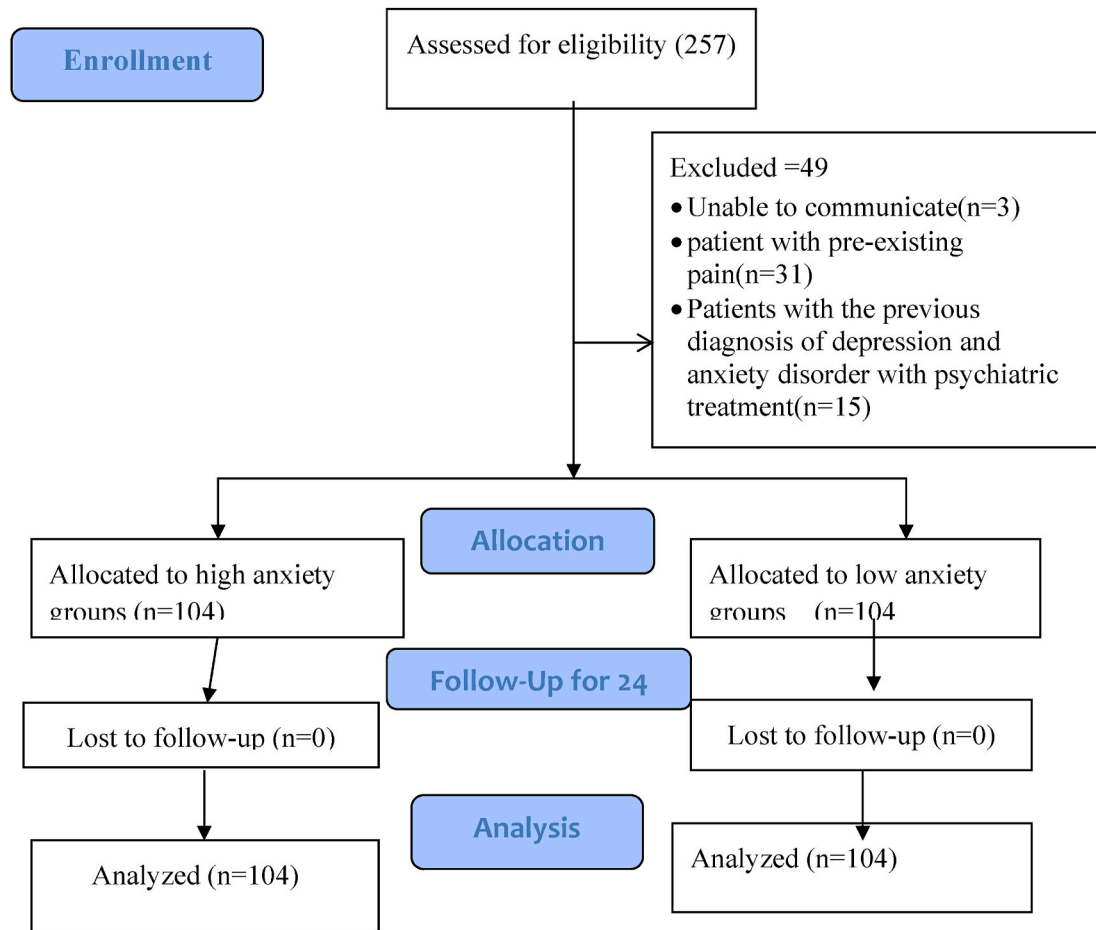 Enrollment
Assessed for eligibility (257)
Excluded =49
•Unable to communicate(n=3)
•patient with pre-existing
pain(n=31)
•Patients with the previous
diagnosis of depression and
anxiety disorder with psychiatric
treatment(n=15)
Allocation
Allocated to high anxiety
groups (n=104)
Allocated to low anxiety
groups (n=104
Follow-Up for 24
Lost to follow-up (n=0)
Lost to follow-up (n=0)
Analysis
Analyzed (n=104)
Analyzed (n=104)